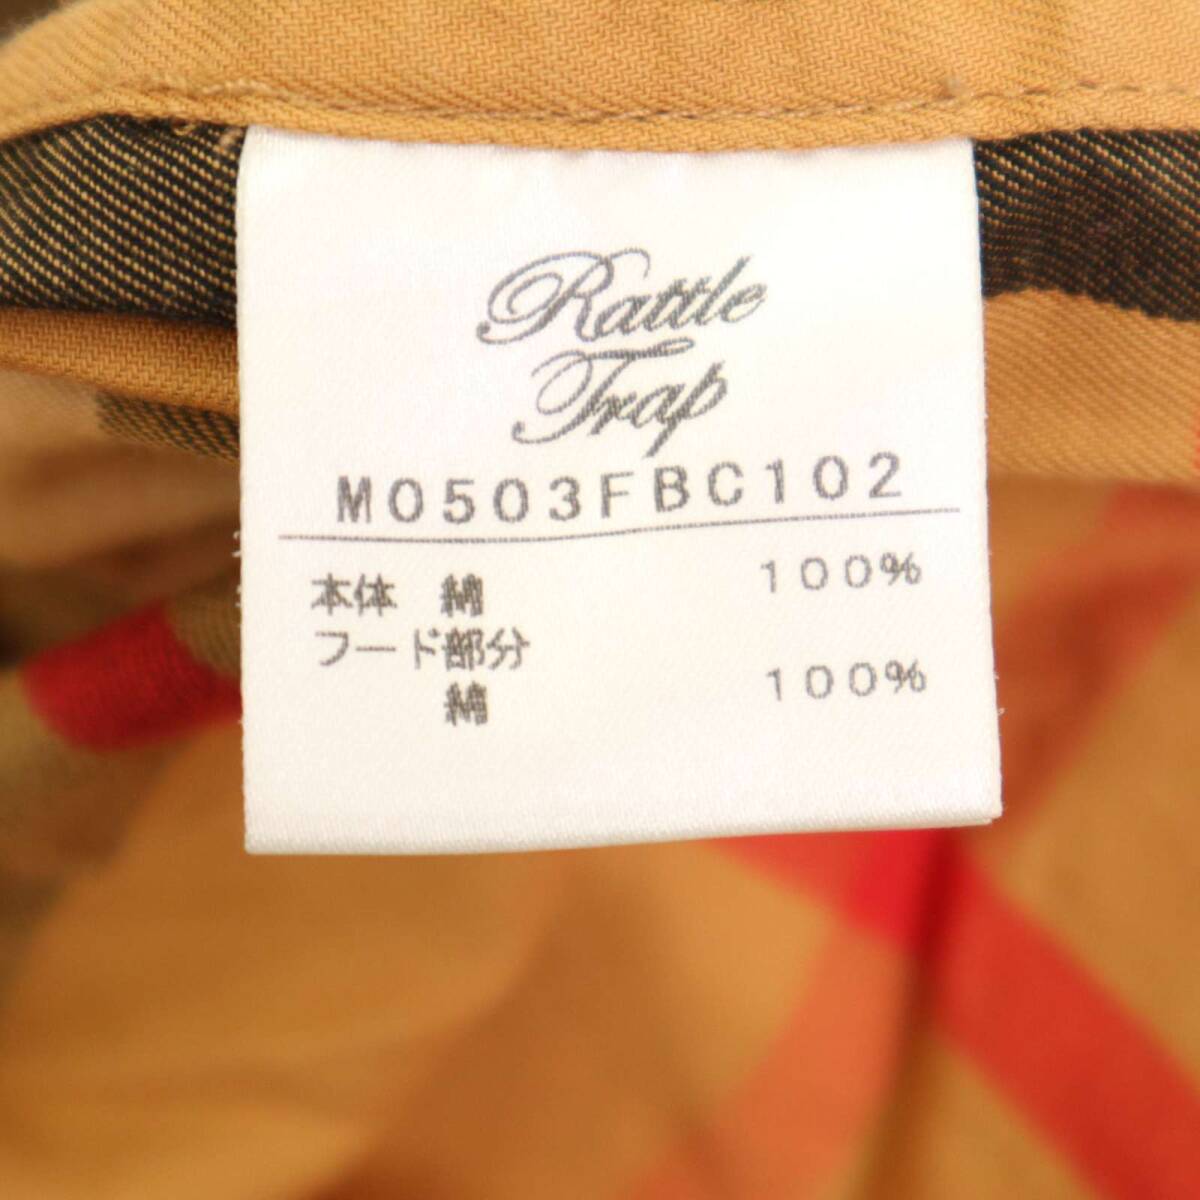 Rattle
Trap
M0503FBC102
本体 綿 100%
フード部分
綿 100%